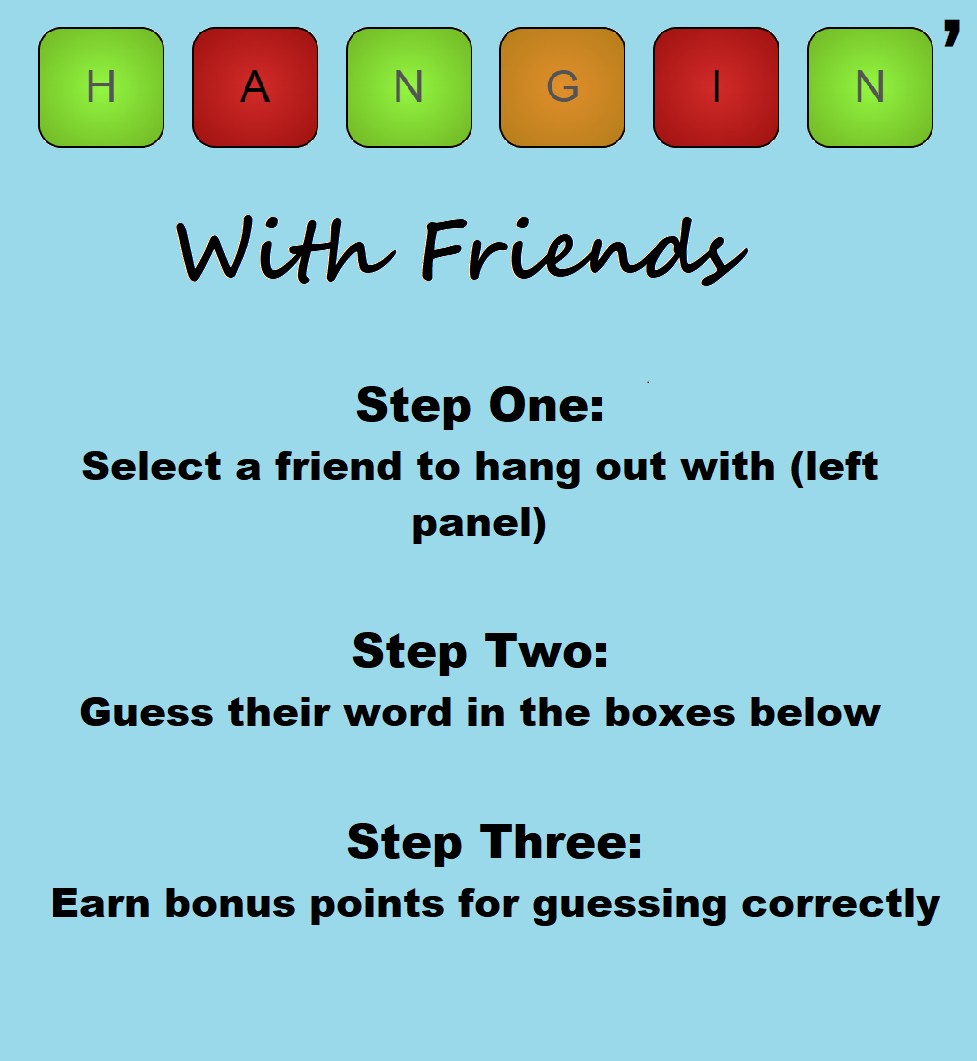 HANGIN’
With Friends
Step One:
Select a friend to hang out with (left
panel)
Step Two:
Guess their word in the boxes below
Step Three:
Earn bonus points for guessing correctly